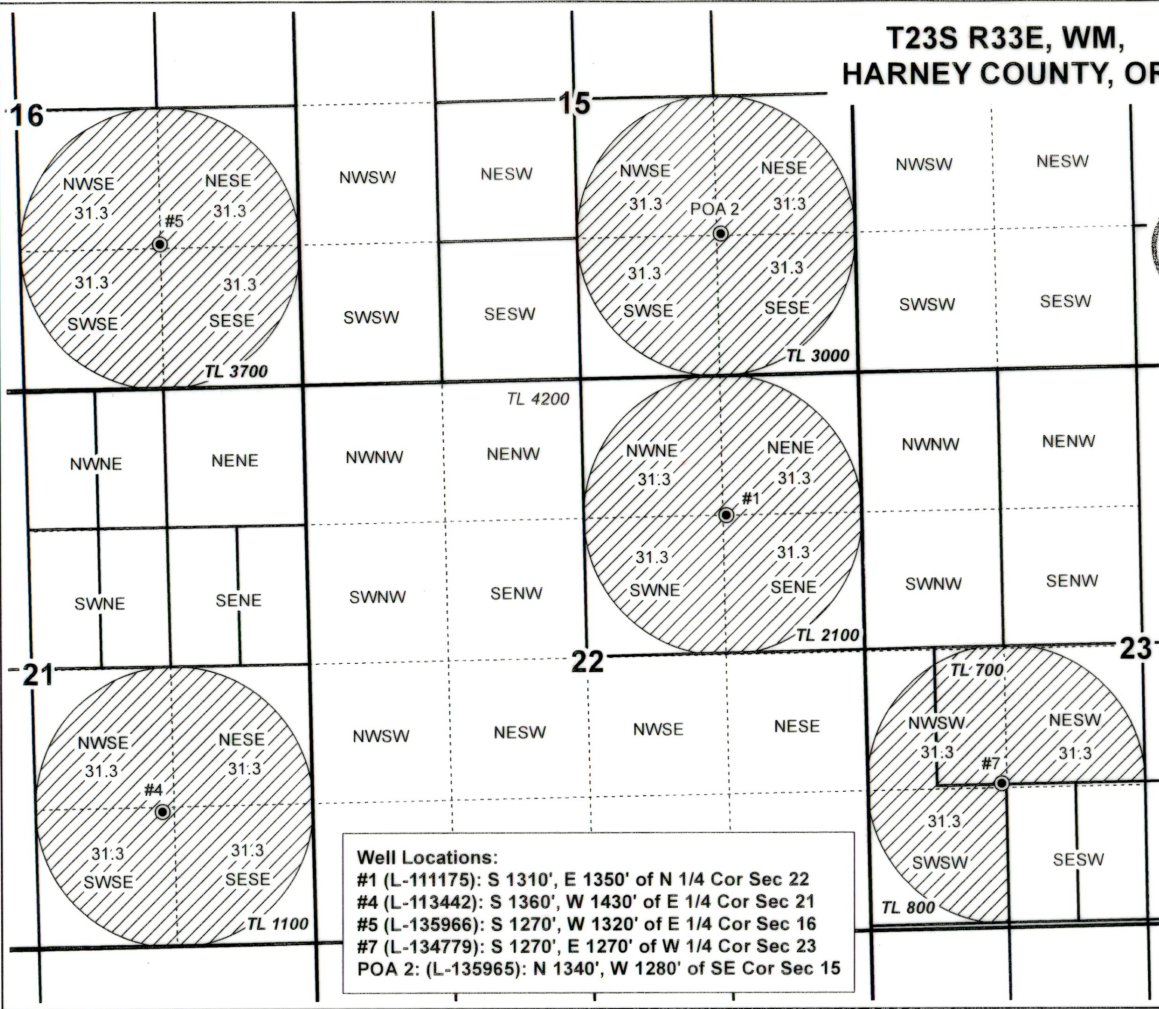 T23S R33E, WM,
HARNEY COUNTY, OR
16
15
NWSE
31.3
NESE
31.3
#5
31.3
SWSE
31.3
SESE
TL 3700
NWSW
NESW
SWSW
SESW
NWSE
31.3
NESE
31.3
POA 2
31.3
SWSE
31.3
SESE
TL 3000
NWSW
NESW
SWSW
SESW
NWNE
NENE
SWNE
SENE
TL 4200
NWNW
NENW
SWNW
SENW
NWNE
31.3
NENE
31.3
#1
31.3
SWNE
31.3
SENE
TL 2100
NWNW
NENW
SWNW
SENW
21
22
23
NWSE
31.3
NESE
31.3
#4
31.3
SWSE
31.3
SESE
TL 1100
NWSW
NESW
NWSE
NESE
TL 700
NWSW
31.3
NESW
31.3
#7
31.3
SWSW
SESW
TL 800
Well Locations:
#1 (L-111175): S 1310', E 1350' of N 1/4 Cor Sec 22
#4 (L-113442): S 1360', W 1430' of E 1/4 Cor Sec 21
#5 (L-135966): S 1270', W 1320' of E 1/4 Cor Sec 16
#7 (L-134779): S 1270', E 1270' of W 1/4 Cor Sec 23
POA 2: (L-135965): N 1340', W 1280' of SE Cor Sec 15